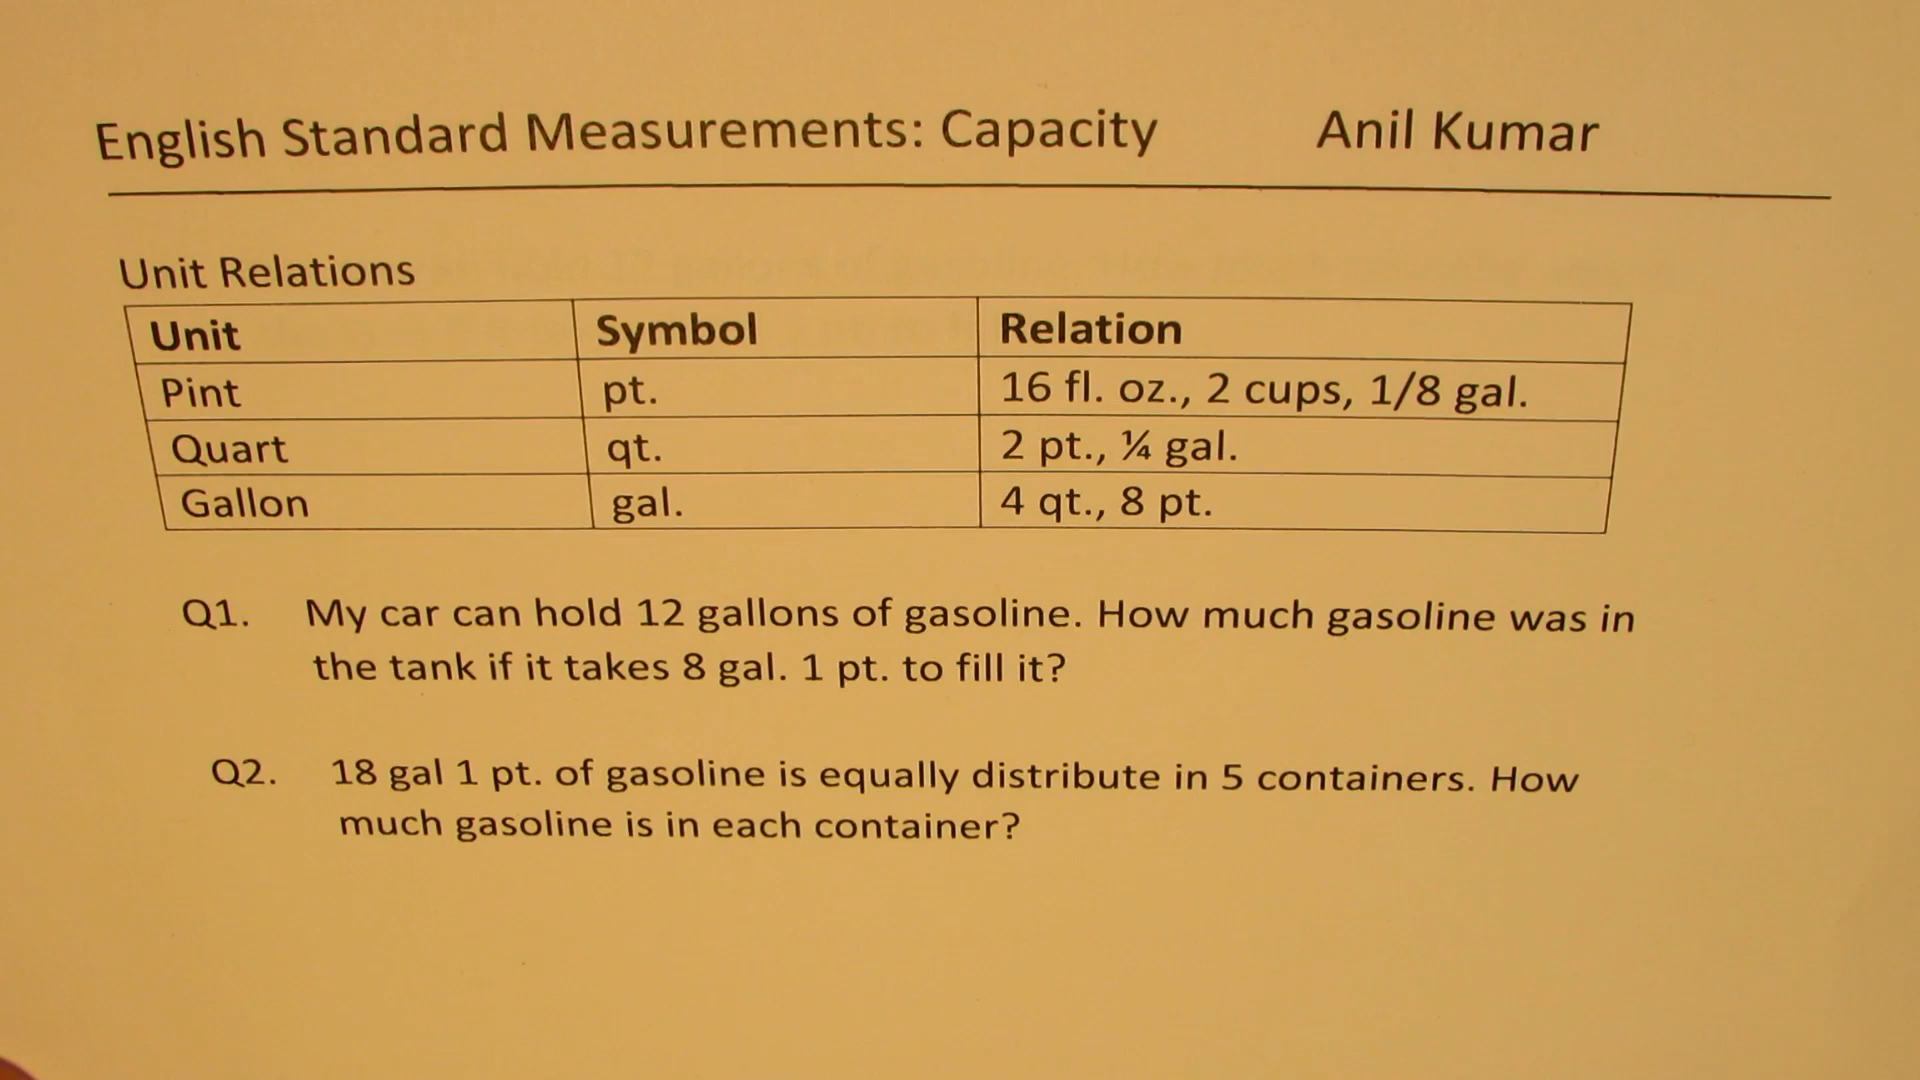 English Standard Measurements: Capacity Anil Kumar
Unit Relations
Unit Symbol Relation
Pint pt. 16 fl. oz., 2 cups, 1/8 gal.
Quart qt. 2 pt., ¼ gal.
Gallon gal. 4 qt., 8 pt.
Q1. My car can hold 12 gallons of gasoline. How much gasoline was in
the tank if it takes 8 gal. 1 pt. to fill it?
Q2. 18 gal 1 pt. of gasoline is equally distribute in 5 containers. How
much gasoline is in each container?